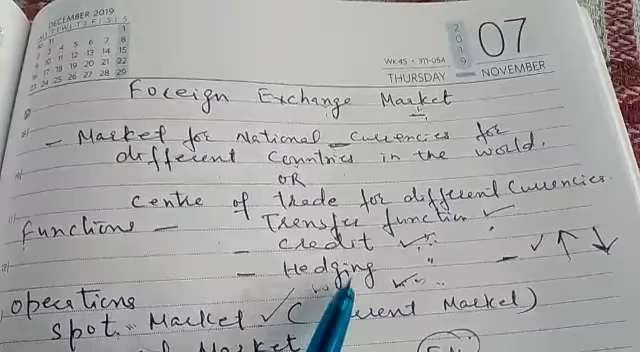 DECEMBER 2019
2019
07
WK 45 • 311-054
THURSDAY NOVEMBER
Foreign Exchange Market
- Market for National Currencies for
different Countries in the world.
OR
Centre of trade for different Currencies.
Functions - Transfer function ✓
- Credit ✓ "
- Hedging " - ✓ ↑ ↓
Operations
Spot Market ✓ ( Market)
Market